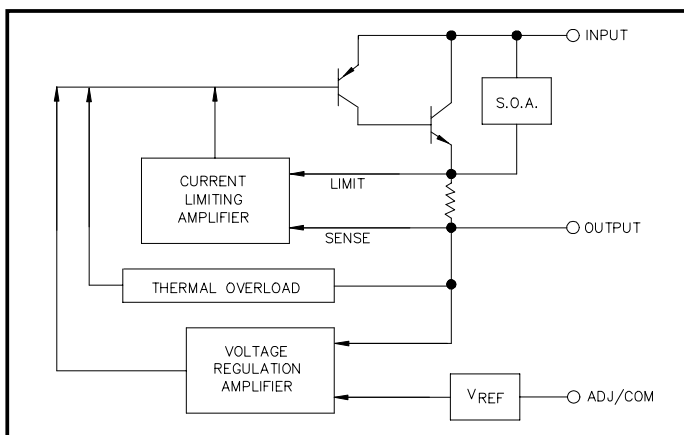 INPUT
S.O.A.
CURRENT
LIMITING
AMPLIFIER
LIMIT
SENSE
OUTPUT
THERMAL OVERLOAD
VOLTAGE
REGULATION
AMPLIFIER
VREF
ADJ/COM